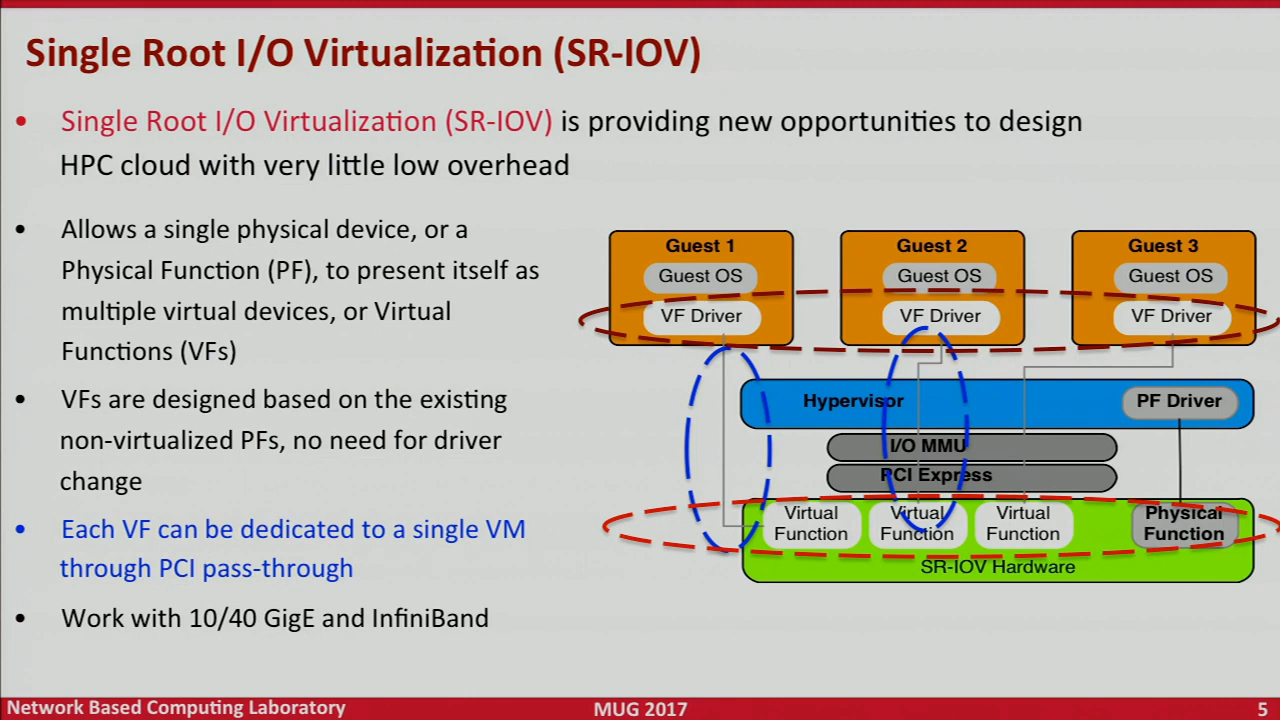 Single Root I/O Virtualization (SR-IOV)
• Single Root I/O Virtualization (SR-IOV) is providing new opportunities to design
HPC cloud with very little low overhead
• Allows a single physical device, or a
Physical Function (PF), to present itself as
multiple virtual devices, or Virtual
Functions (VFs)
• VFs are designed based on the existing
non-virtualized PFs, no need for driver
change
• Each VF can be dedicated to a single VM
through PCI pass-through
• Work with 10/40 GigE and InfiniBand
Guest 1
Guest OS
VF Driver
Guest 2
Guest OS
VF Driver
Guest 3
Guest OS
VF Driver
Hypervisor
PF Driver
I/O MMU
PCI Express
Virtual
Function
Virtual
Function
Virtual
Function
Physical
Function
SR-IOV Hardware
Network Based Computing Laboratory
MUG 2017
5